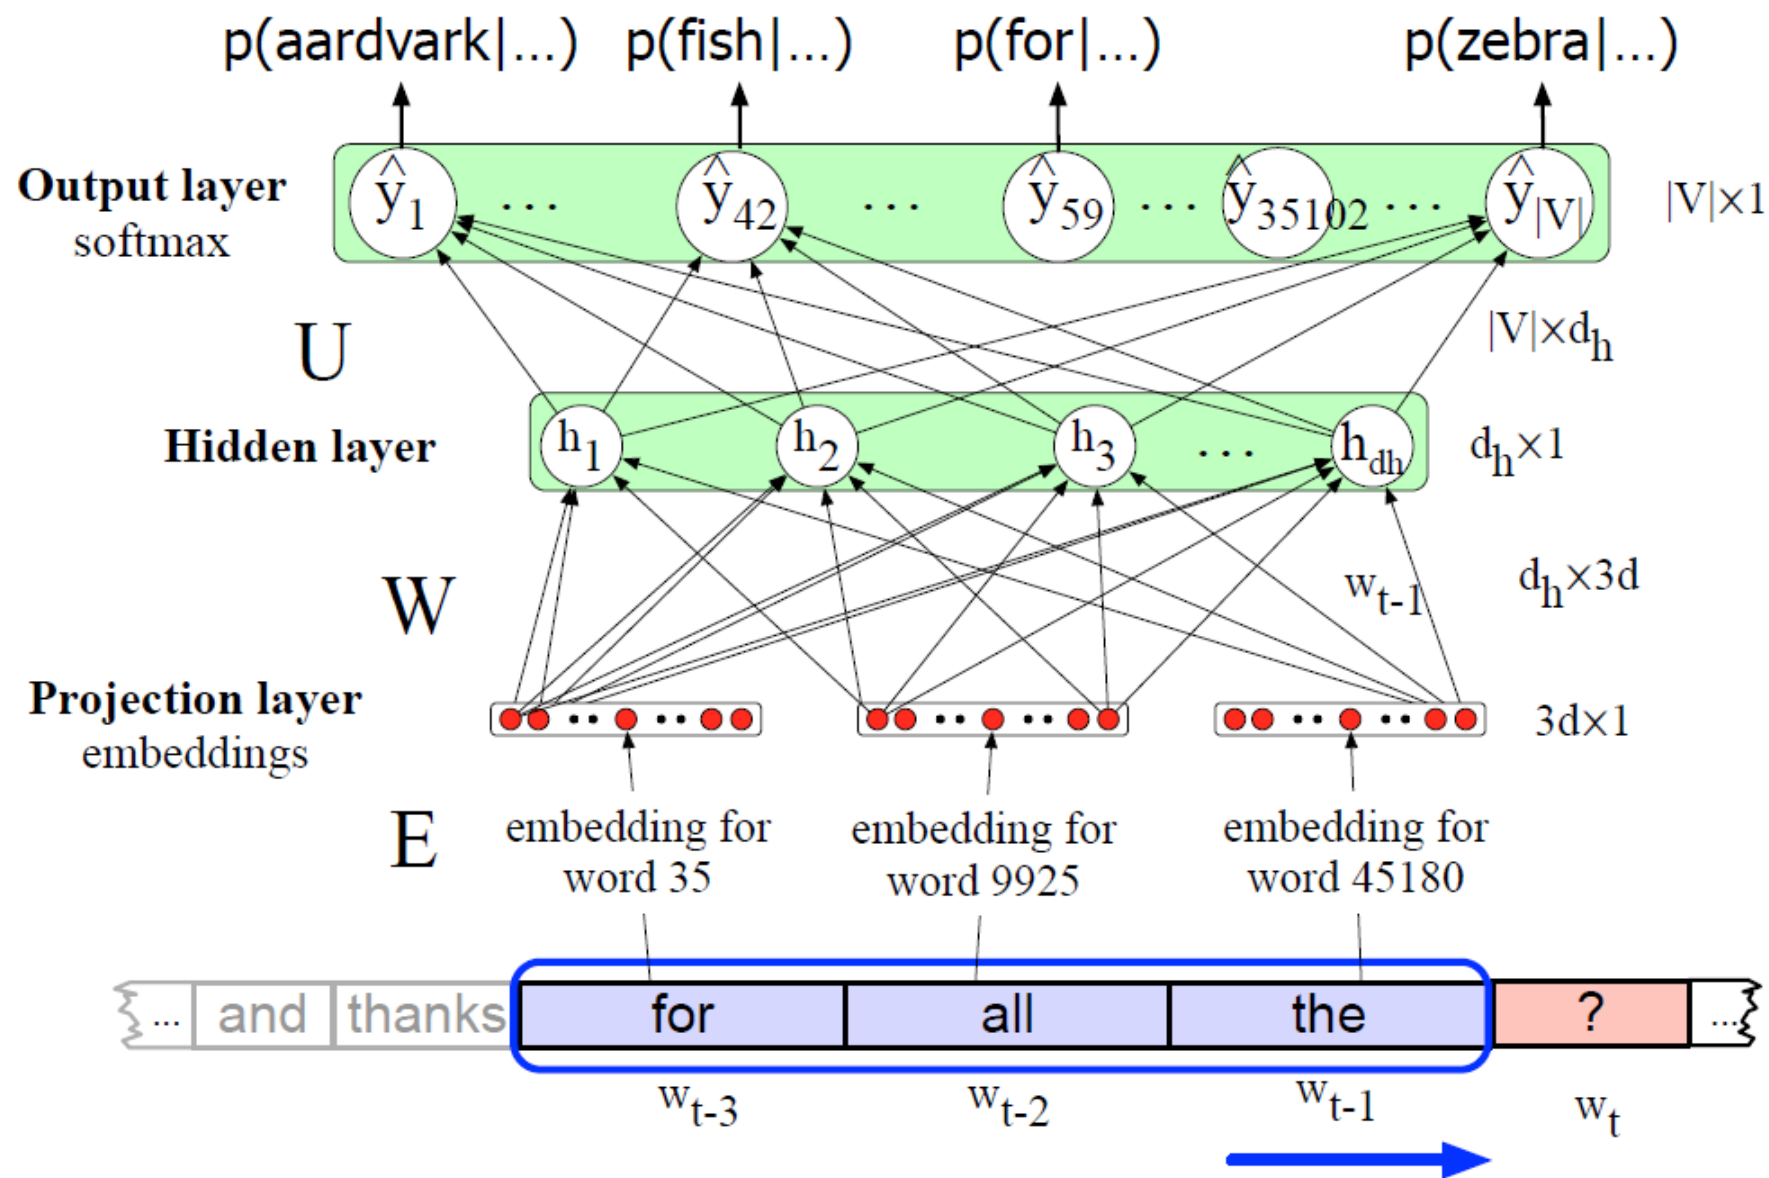 p(aardvark|...) p(fish|...) p(for|...) p(zebra|...)
Output layer
softmax
ŷ1 ... ŷ42 ... ŷ59 ... ŷ35102 ... ŷ|V|
|V|×1
U
|V|×dh
Hidden layer
h1 h2 h3 ... hdh
dh×1
W
wt-1
dh×3d
Projection layer
embeddings
3d×1
E
embedding for
word 35
embedding for
word 9925
embedding for
word 45180
... and thanks for all the ? ...
wt-3 wt-2 wt-1 wt